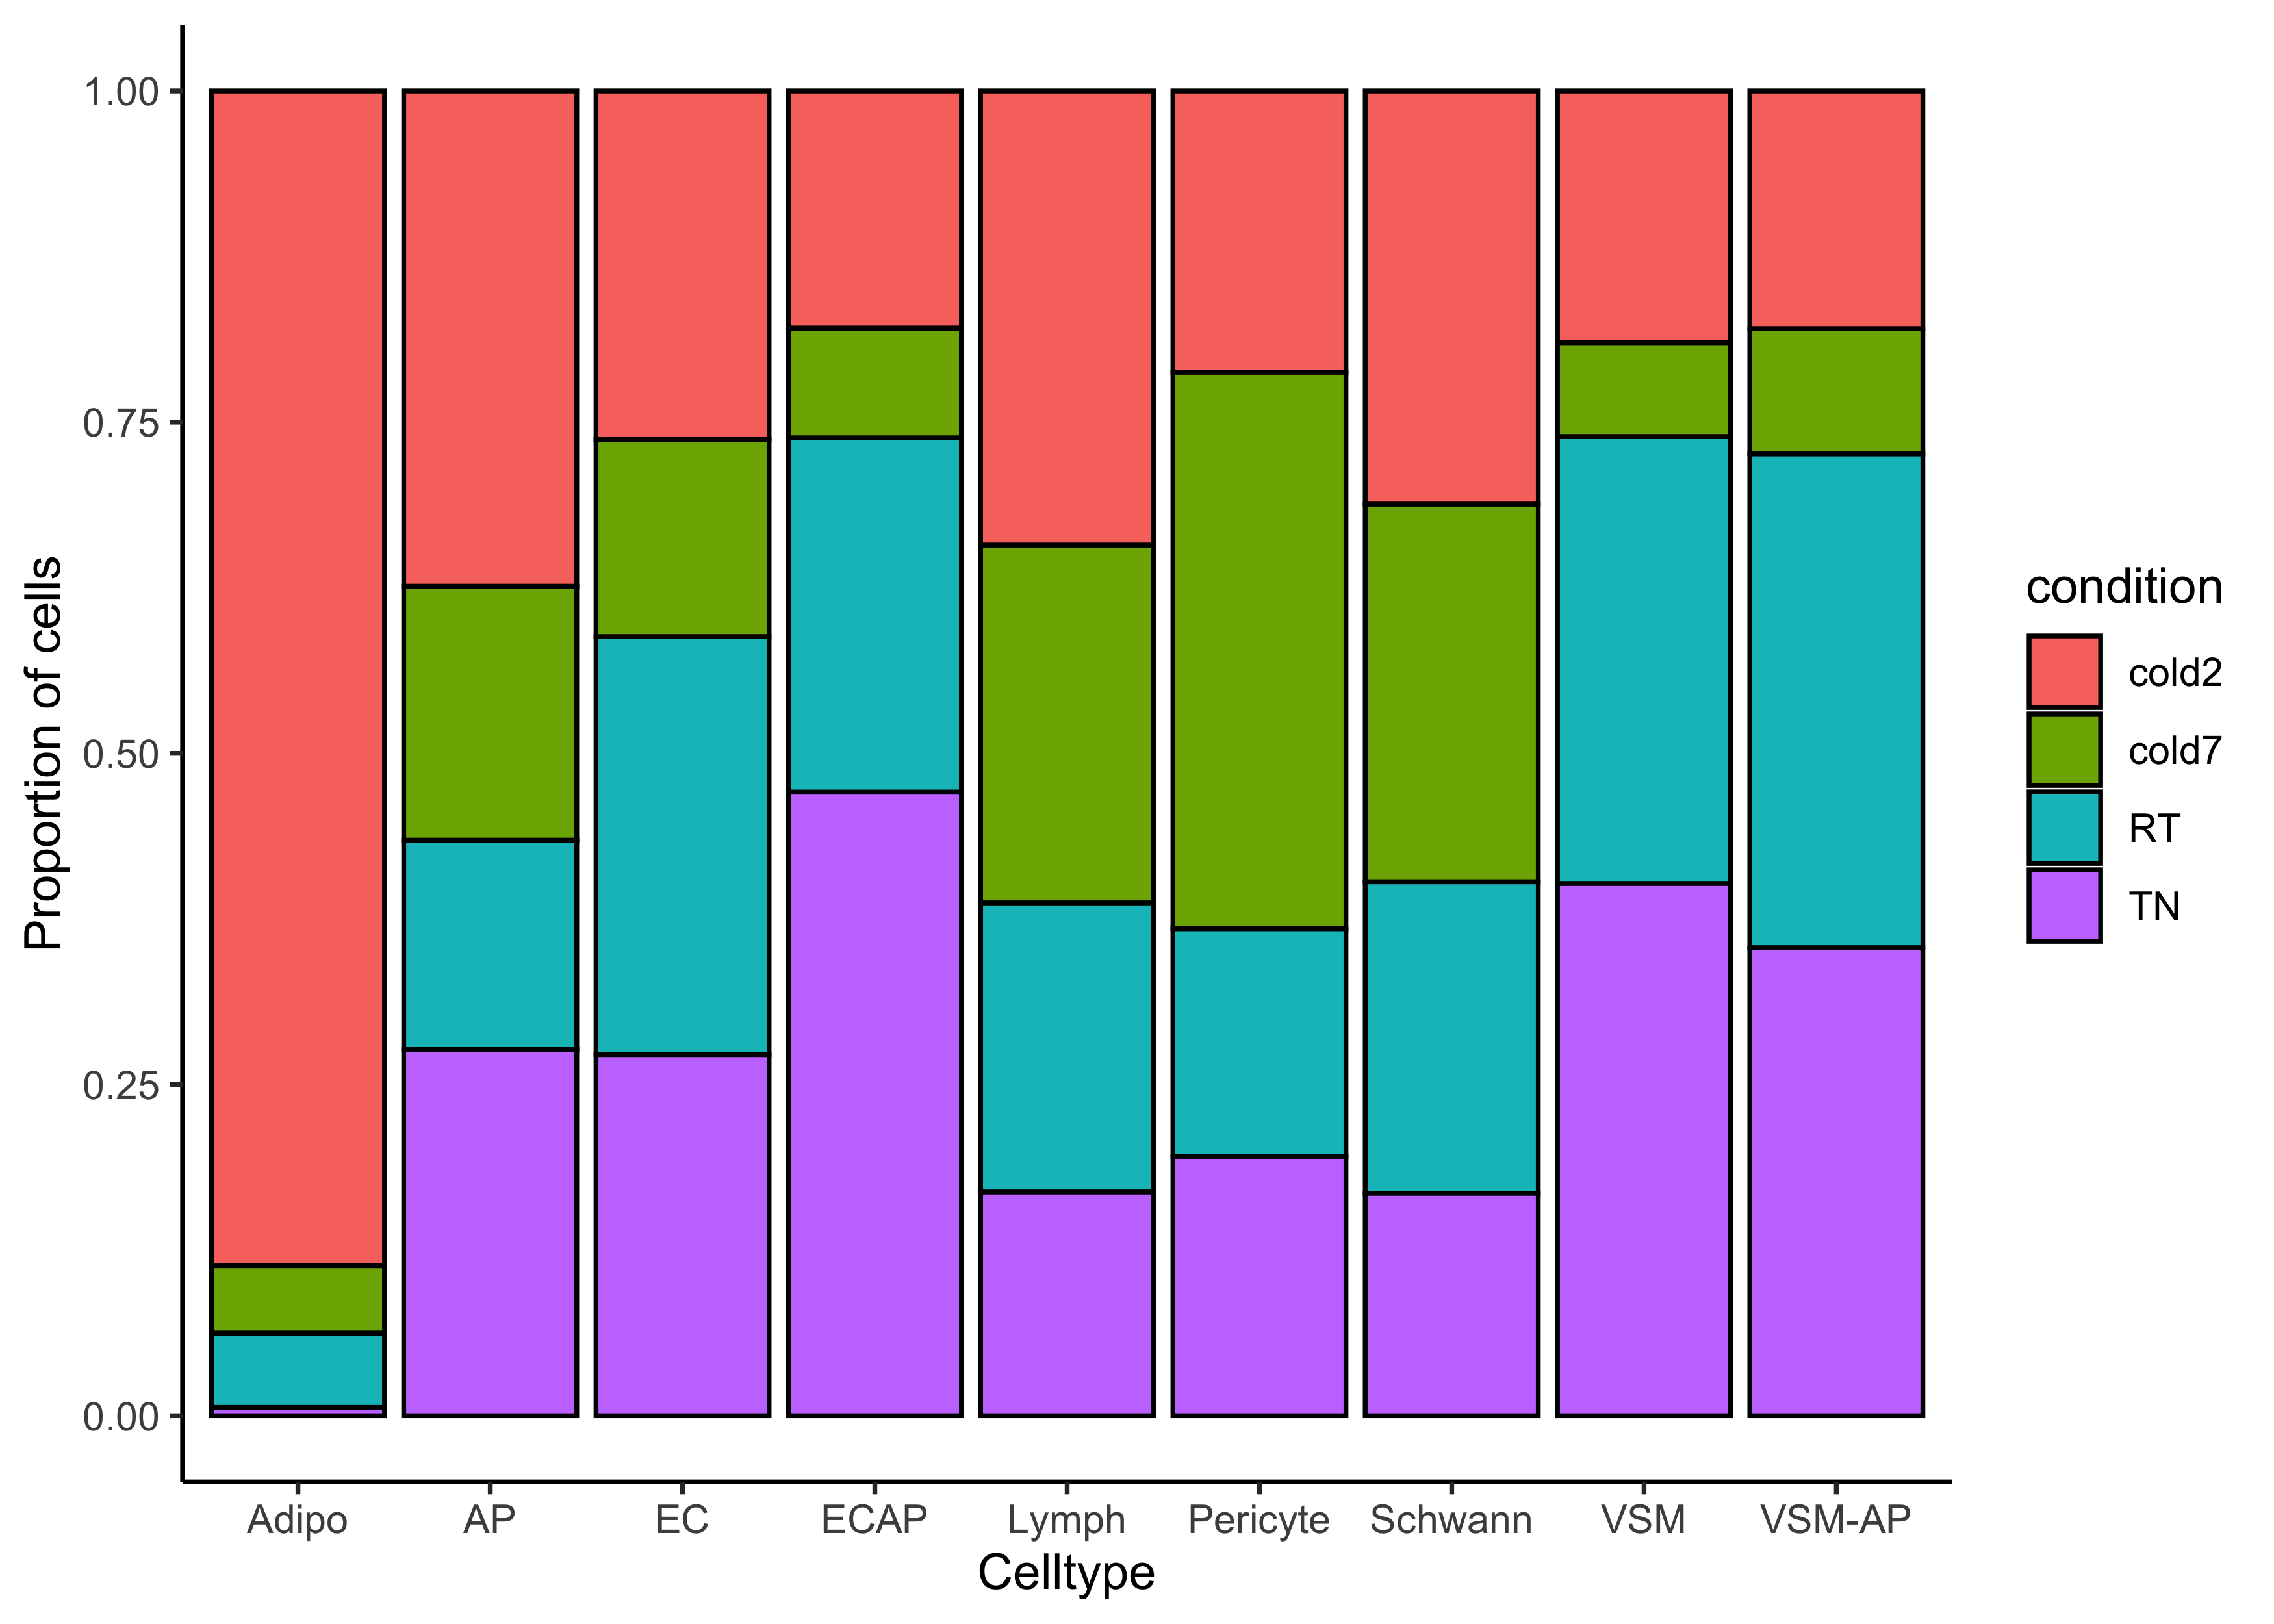 1.00
0.75
0.50
0.25
0.00
Proportion of cells
Adipo AP EC ECAP Lymph Pericyte Schwann VSM VSM-AP
Celltype
condition
cold2
cold7
RT
TN